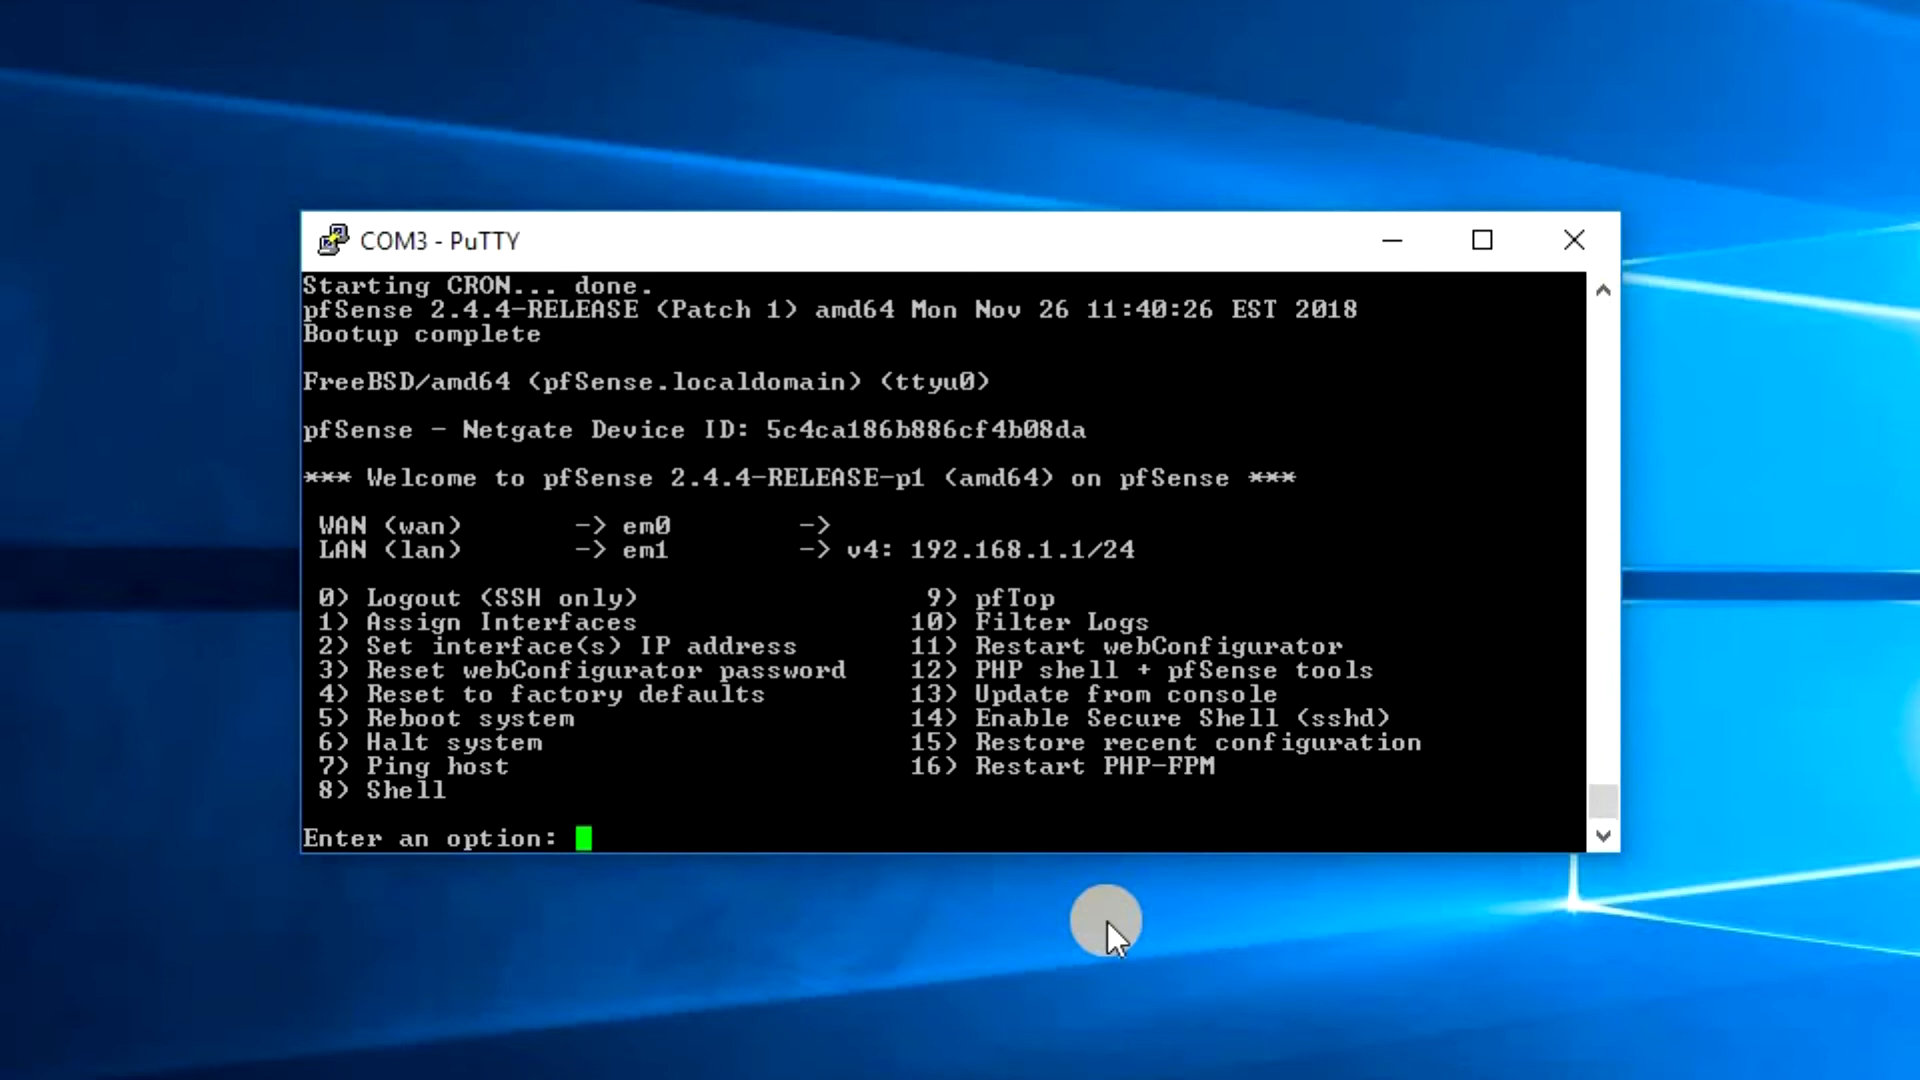 COM3 - PuTTY
Starting CRON... done.
pfSense 2.4.4-RELEASE (Patch 1) amd64 Mon Nov 26 11:40:26 EST 2018
Bootup complete
FreeBSD/amd64 (pfSense.localdomain) (ttyu0)
pfSense - Netgate Device ID: 5c4ca186b886cf4b08da
*** Welcome to pfSense 2.4.4-RELEASE-p1 (amd64) on pfSense ***
WAN (wan) -> em0 ->
LAN (lan) -> em1 -> v4: 192.168.1.1/24
0) Logout (SSH only) 9) pfTop
1) Assign Interfaces 10) Filter Logs
2) Set interface(s) IP address 11) Restart webConfigurator
3) Reset webConfigurator password 12) PHP shell + pfSense tools
4) Reset to factory defaults 13) Update from console
5) Reboot system 14) Enable Secure Shell (sshd)
6) Halt system 15) Restore recent configuration
7) Ping host 16) Restart PHP-FPM
8) Shell
Enter an option: